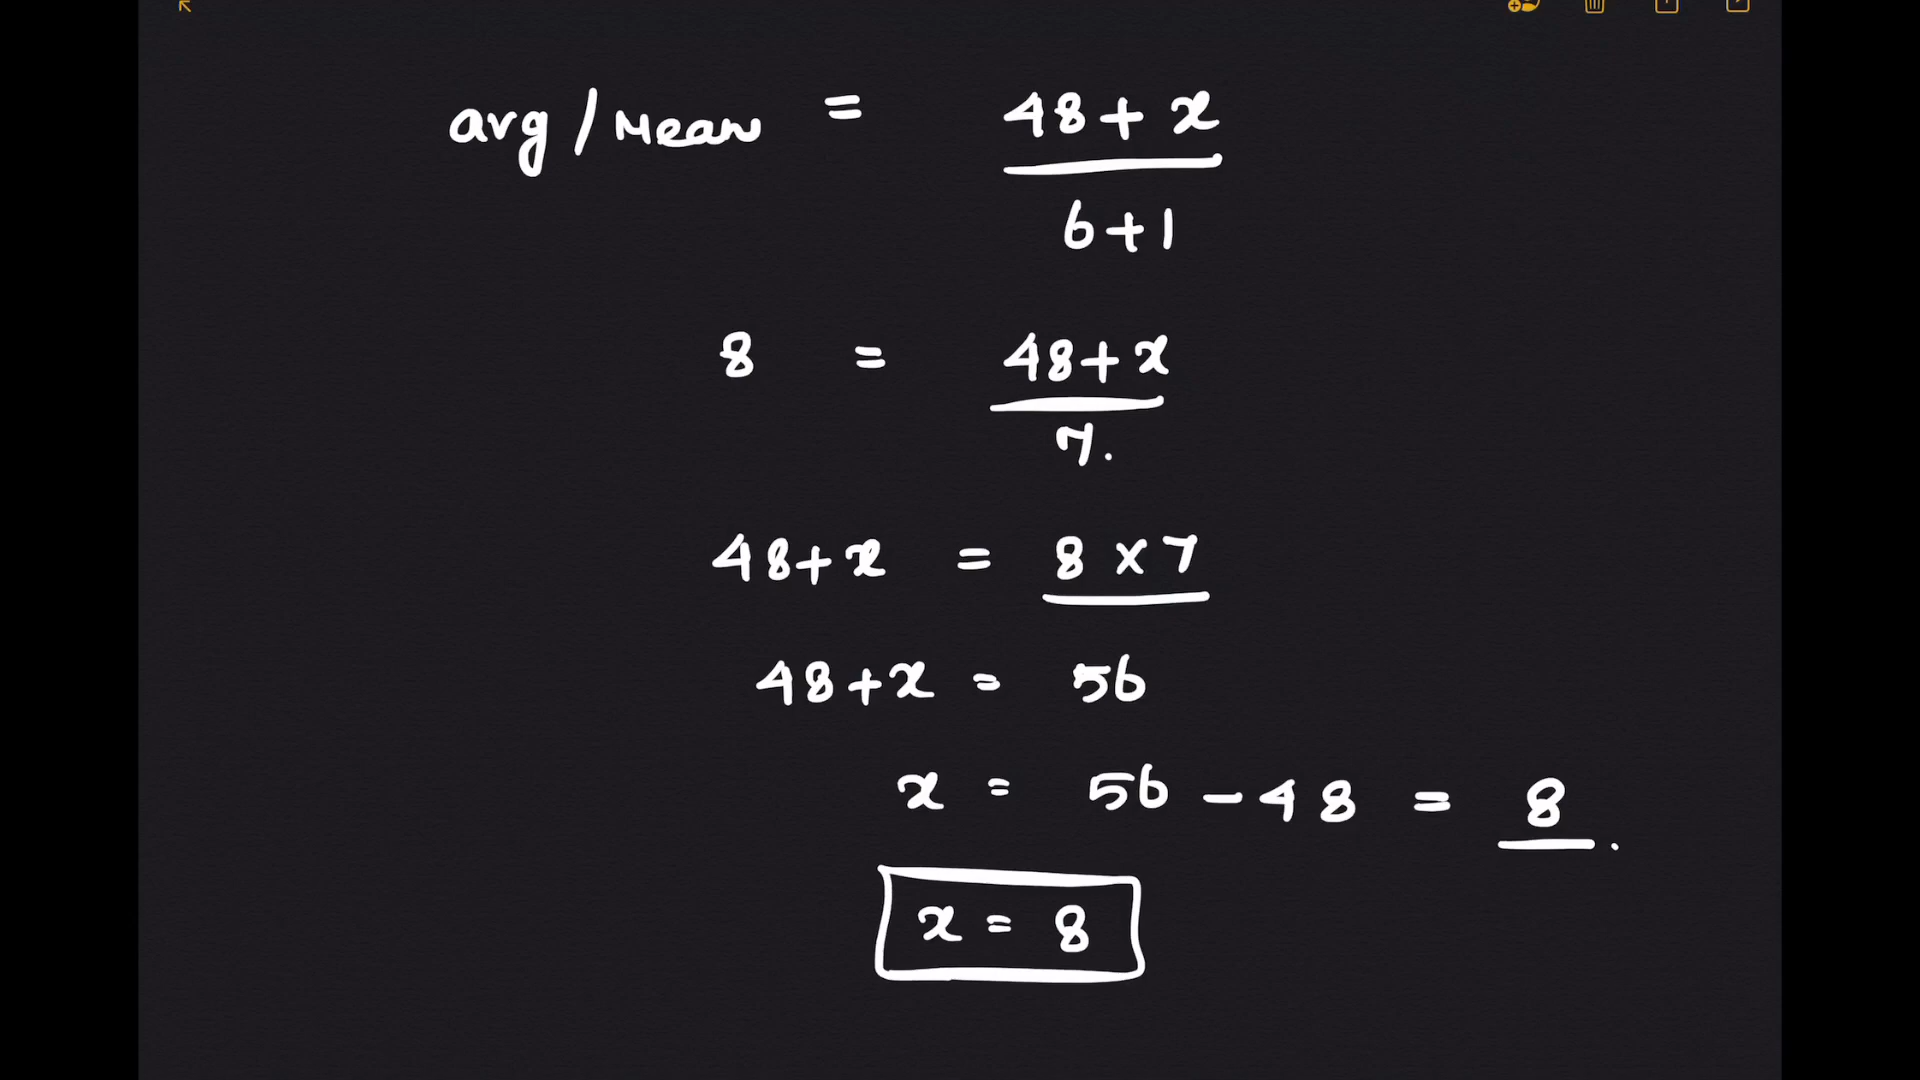 avg / Mean = 48 + x
6 + 1
8 = 48 + x
7.
48 + x = 8 × 7
48 + x = 56
x = 56 - 48 = 8.
x = 8